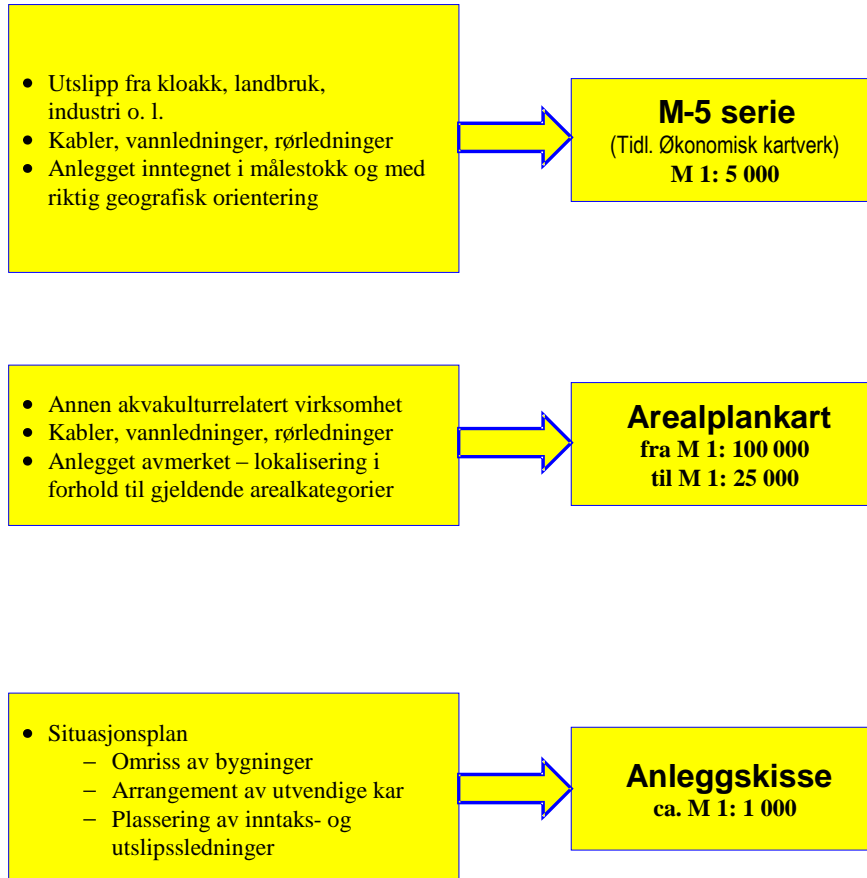 • Utslipp fra kloakk, landbruk,
industri o. l.
• Kabler, vannledninger, rørledninger
• Anlegget inntegnet i målestokk og med
riktig geografisk orientering
M-5 serie
(Tidl. Økonomisk kartverk)
M 1: 5 000
• Annen akvakulturrelatert virksomhet
• Kabler, vannledninger, rørledninger
• Anlegget avmerket – lokalisering i
forhold til gjeldende arealkategorier
Arealplankart
fra M 1: 100 000
til M 1: 25 000
• Situasjonsplan
– Omriss av bygninger
– Arrangement av utvendige kar
– Plassering av inntaks- og
utslipssledninger
Anleggskisse
ca. M 1: 1 000